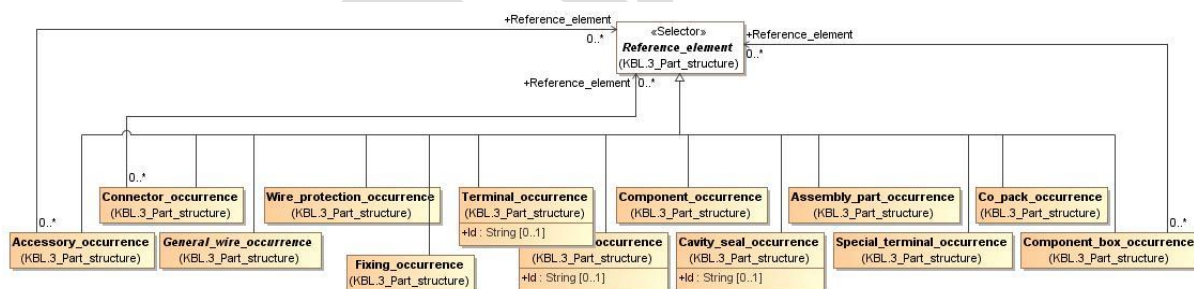 +Reference_element
0..*
«Selector»
Reference_element
(KBL.3_Part_structure)
+Reference_element
0..*
+Reference_element
0..*
0..*
Connector_occurrence
(KBL.3_Part_structure)
Wire_protection_occurrence
(KBL.3_Part_structure)
Terminal_occurrence
(KBL.3_Part_structure)
+Id : String [0..1]
Component_occurrence
(KBL.3_Part_structure)
Assembly_part_occurrence
(KBL.3_Part_structure)
Co_pack_occurrence
(KBL.3_Part_structure)
0..*
Accessory_occurrence
(KBL.3_Part_structure)
General_wire_occurrence
(KBL.3_Part_structure)
Fixing_occurrence
(KBL.3_Part_structure)
occurrence
(KBL.3_Part_structure)
+Id : String [0..1]
Cavity_seal_occurrence
(KBL.3_Part_structure)
+Id : String [0..1]
Special_terminal_occurrence
(KBL.3_Part_structure)
0..*
Component_box_occurrence
(KBL.3_Part_structure)